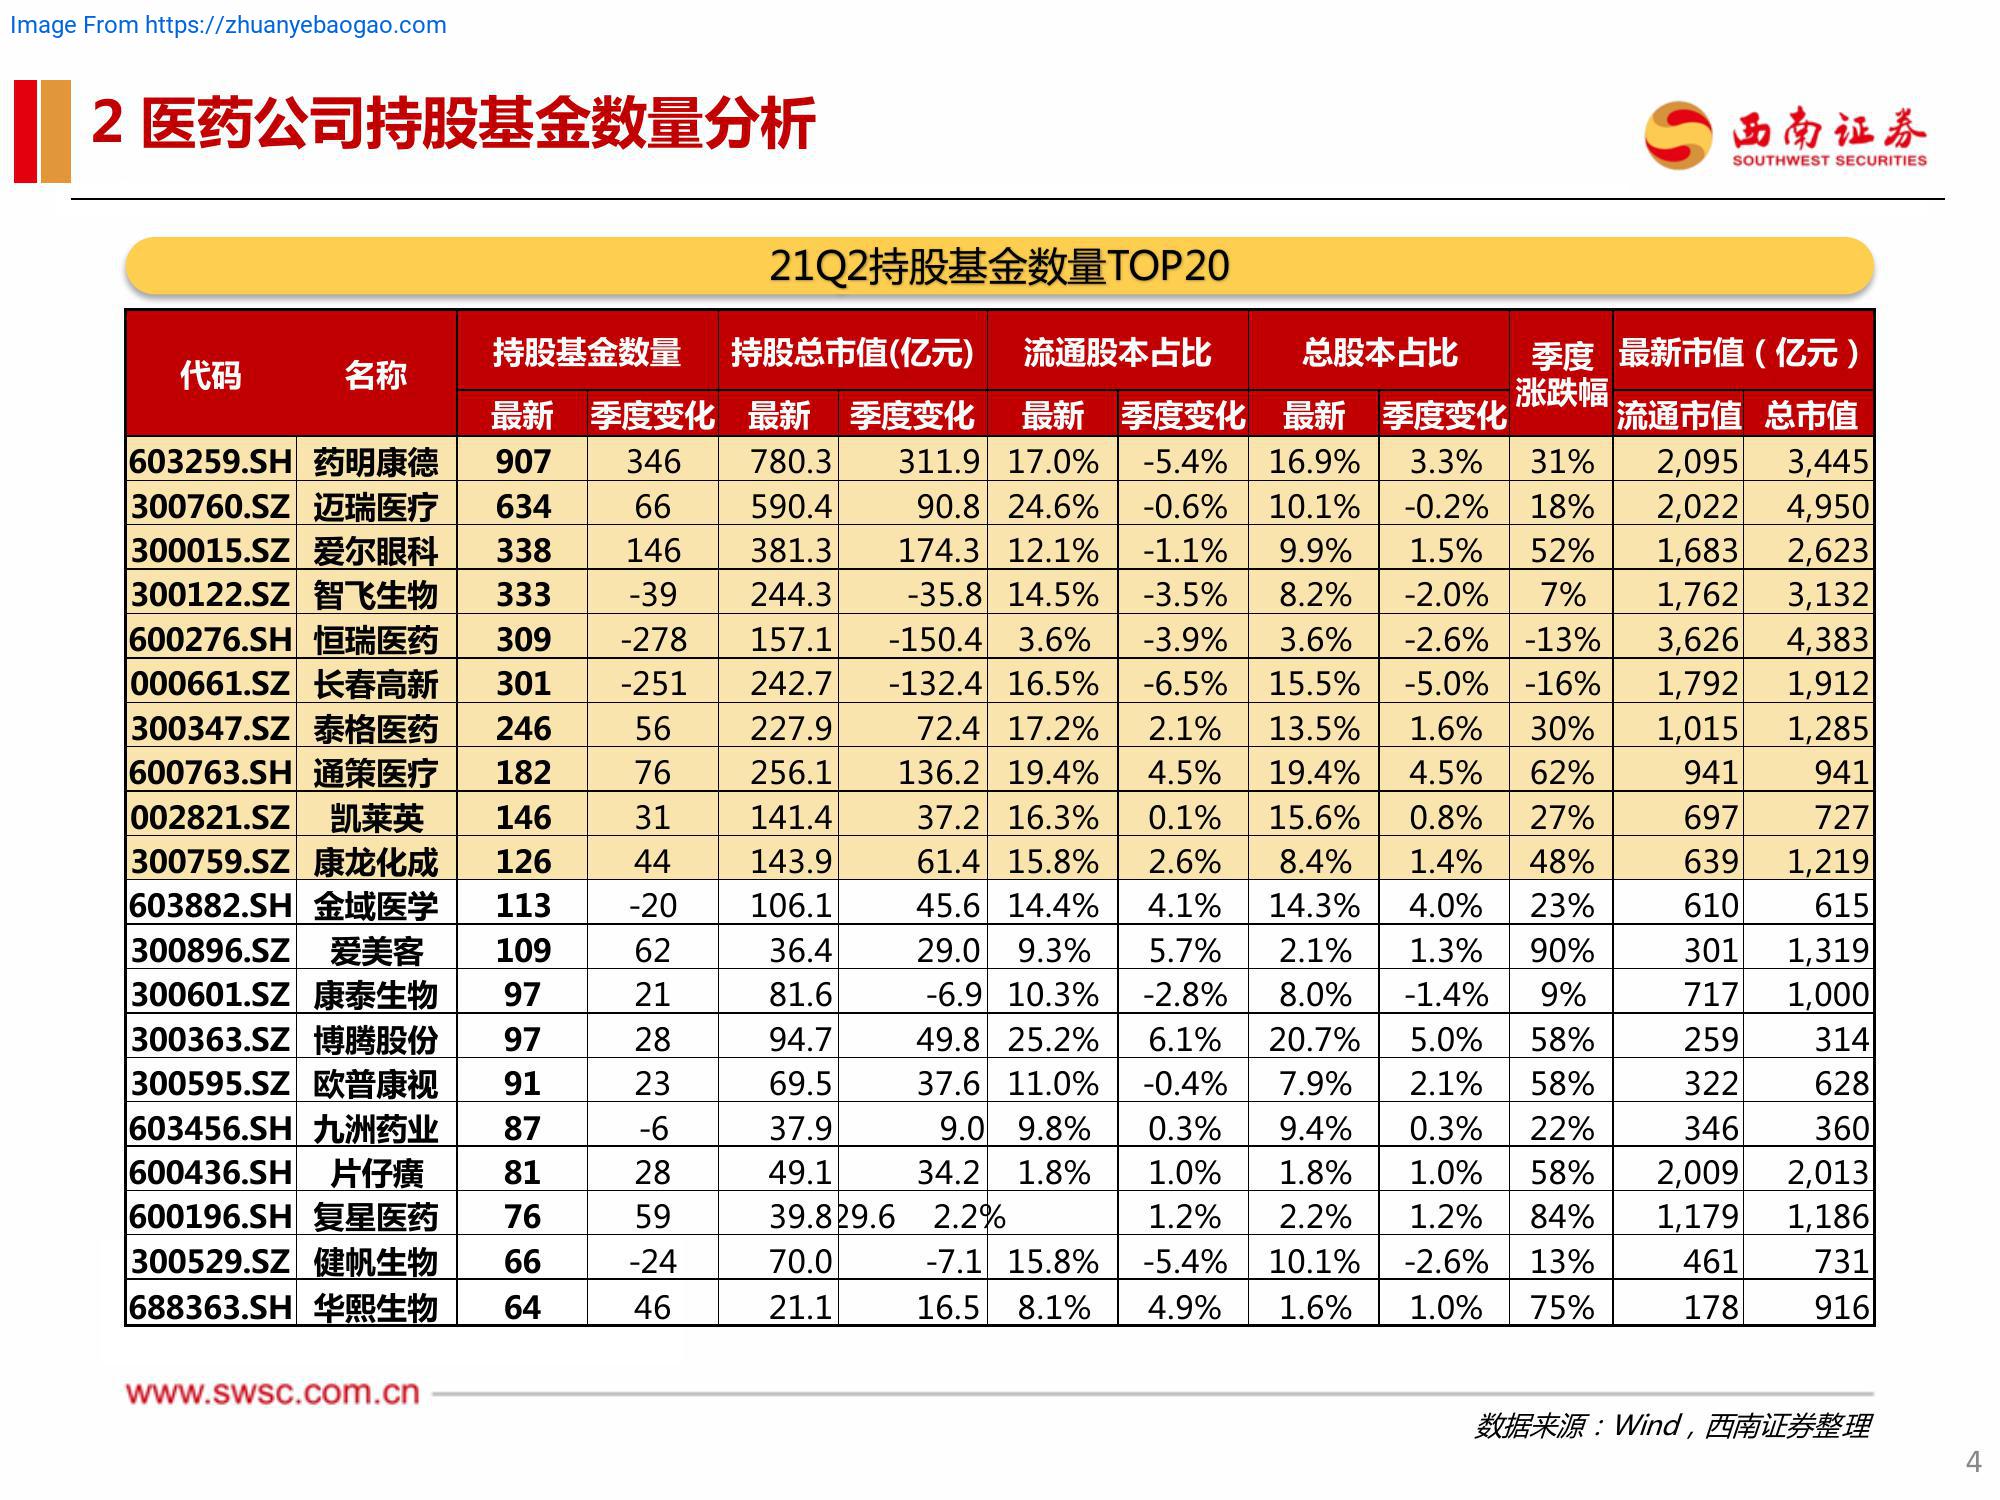 Image From https://zhuanyebaogao.com
2 医药公司持股基金数量分析
西南证券
SOUTHWEST SECURITIES
21Q2持股基金数量TOP20
代码 名称 持股基金数量 持股总市值(亿元) 流通股本占比 总股本占比 季度涨跌幅 最新市值（亿元）
最新 季度变化 最新 季度变化 最新 季度变化 最新 季度变化 流通市值 总市值
603259.SH 药明康德 907 346 780.3 311.9 17.0% -5.4% 16.9% 3.3% 31% 2,095 3,445
300760.SZ 迈瑞医疗 634 66 590.4 90.8 24.6% -0.6% 10.1% -0.2% 18% 2,022 4,950
300015.SZ 爱尔眼科 338 146 381.3 174.3 12.1% -1.1% 9.9% 1.5% 52% 1,683 2,623
300122.SZ 智飞生物 333 -39 244.3 -35.8 14.5% -3.5% 8.2% -2.0% 7% 1,762 3,132
600276.SH 恒瑞医药 309 -278 157.1 -150.4 3.6% -3.9% 3.6% -2.6% -13% 3,626 4,383
000661.SZ 长春高新 301 -251 242.7 -132.4 16.5% -6.5% 15.5% -5.0% -16% 1,792 1,912
300347.SZ 泰格医药 246 56 227.9 72.4 17.2% 2.1% 13.5% 1.6% 30% 1,015 1,285
600763.SH 通策医疗 182 76 256.1 136.2 19.4% 4.5% 19.4% 4.5% 62% 941 941
002821.SZ 凯莱英 146 31 141.4 37.2 16.3% 0.1% 15.6% 0.8% 27% 697 727
300759.SZ 康龙化成 126 44 143.9 61.4 15.8% 2.6% 8.4% 1.4% 48% 639 1,219
603882.SH 金域医学 113 -20 106.1 45.6 14.4% 4.1% 14.3% 4.0% 23% 610 615
300896.SZ 爱美客 109 62 36.4 29.0 9.3% 5.7% 2.1% 1.3% 90% 301 1,319
300601.SZ 康泰生物 97 21 81.6 -6.9 10.3% -2.8% 8.0% -1.4% 9% 717 1,000
300363.SZ 博腾股份 97 28 94.7 49.8 25.2% 6.1% 20.7% 5.0% 58% 259 314
300595.SZ 欧普康视 91 23 69.5 37.6 11.0% -0.4% 7.9% 2.1% 58% 322 628
603456.SH 九洲药业 87 -6 37.9 9.0 9.8% 0.3% 9.4% 0.3% 22% 346 360
600436.SH 片仔癀 81 28 49.1 34.2 1.8% 1.0% 1.8% 1.0% 58% 2,009 2,013
600196.SH 复星医药 76 59 39.8 29.6 2.2% 1.2% 2.2% 1.2% 84% 1,179 1,186
300529.SZ 健帆生物 66 -24 70.0 -7.1 15.8% -5.4% 10.1% -2.6% 13% 461 731
688363.SH 华熙生物 64 46 21.1 16.5 8.1% 4.9% 1.6% 1.0% 75% 178 916
www.swsc.com.cn
数据来源：Wind，西南证券整理
4